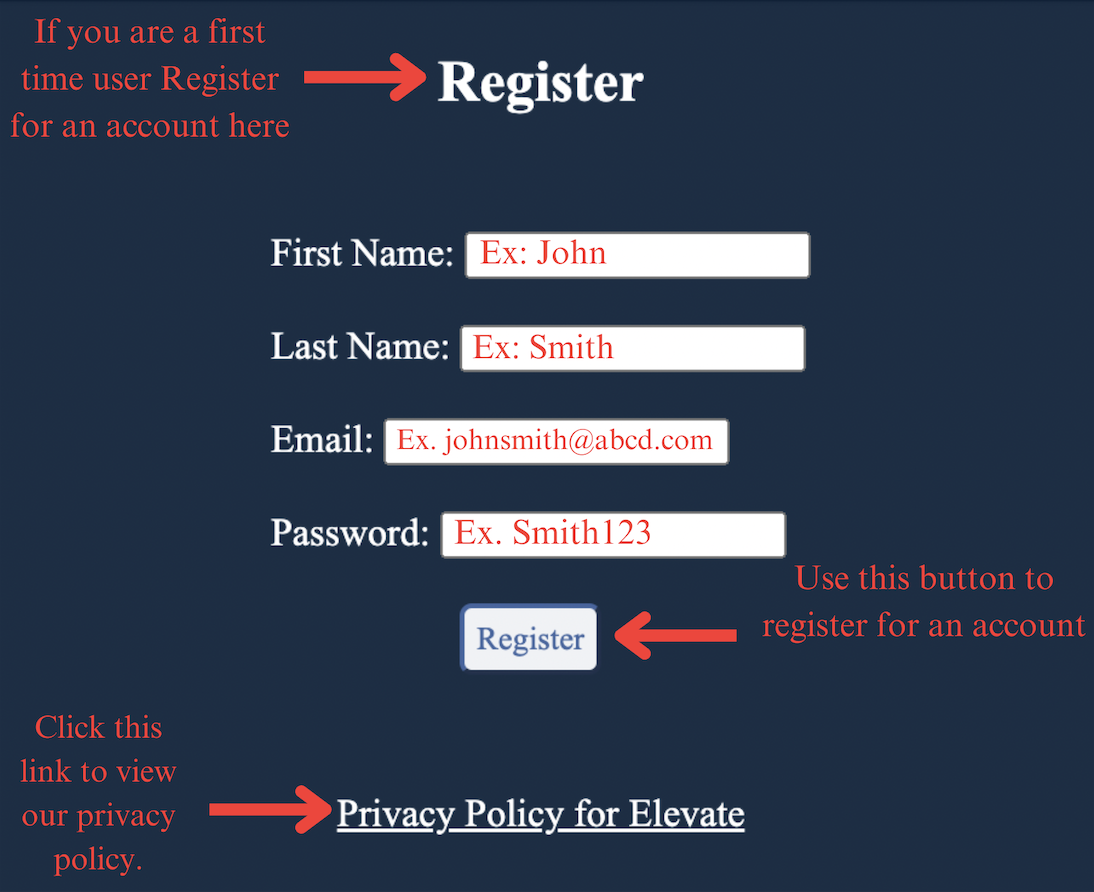 If you are a first
time user Register
for an account here
Register
First Name: Ex: John
Last Name: Ex: Smith
Email: Ex. johnsmith@abcd.com
Password: Ex. Smith123
Use this button to
register for an account
Register
Click this
link to view
our privacy
policy.
Privacy Policy for Elevate